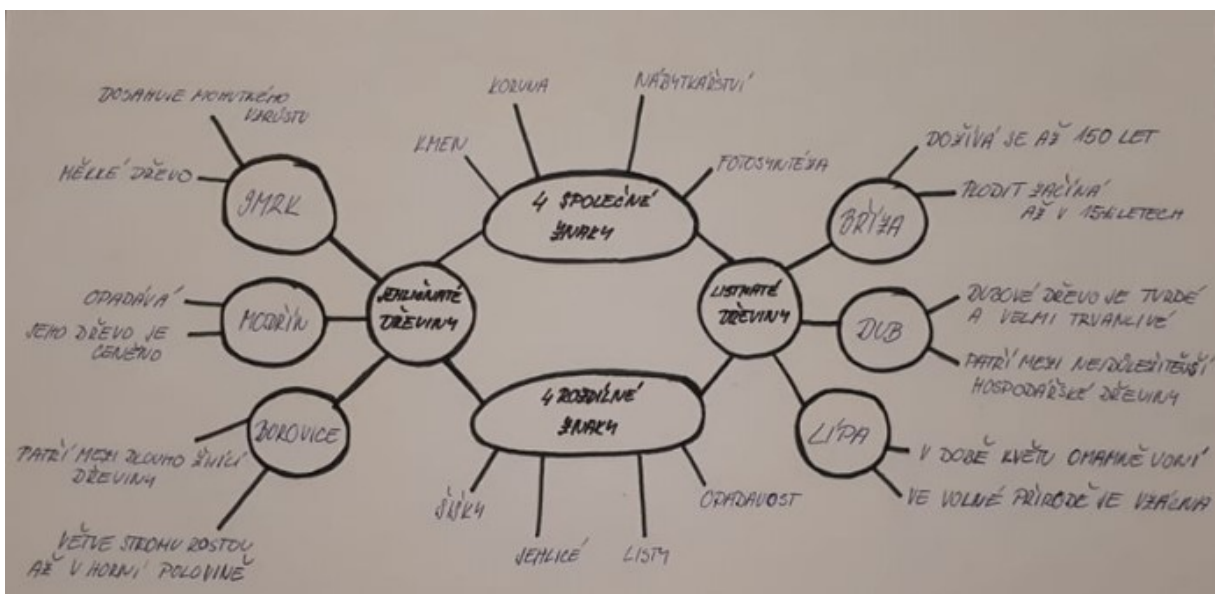 DOSAHUJE MOHUTNÉHO
VZRŮSTU
MĚKKÉ DŘEVO
SMRK
OPADÁVÁ
JEHO DŘEVO JE
CENĚNO
MODŘÍN
BOROVICE
PATŘÍ MEZI DLOUHO ŽIJÍCÍ
DŘEVINY
VĚTVE STROMU ROSTOU
AŽ V HORNÍ POLOVINĚ
JEHLIČNATÉ
DŘEVINY
KMEN
KORUNA
NÁBYTKÁŘSTVÍ
FOTOSYNTÉZA
4 SPOLEČNÉ
ZNAKY
4 ROZDÍLNÉ
ZNAKY
ŠIŠKY
JEHLICÉ
LISTY
OPADAVOST
LISTNATÉ
DŘEVINY
BŘÍZA
DOŽÍVÁ SE AŽ 150 LET
PLODIT ZAČÍNÁ
AŽ V 15ti LETECH
DUB
DUBOVÉ DŘEVO JE TVRDÉ
A VELMI TRVANLIVÉ
PATŘÍ MEZI NEJDŮLEŽITĚJŠÍ
HOSPODÁŘSKÉ DŘEVINY
LÍPA
V DOBĚ KVĚTU OMAMNĚ VONÍ
VE VOLNÉ PŘÍRODĚ JE VZÁCNÁ